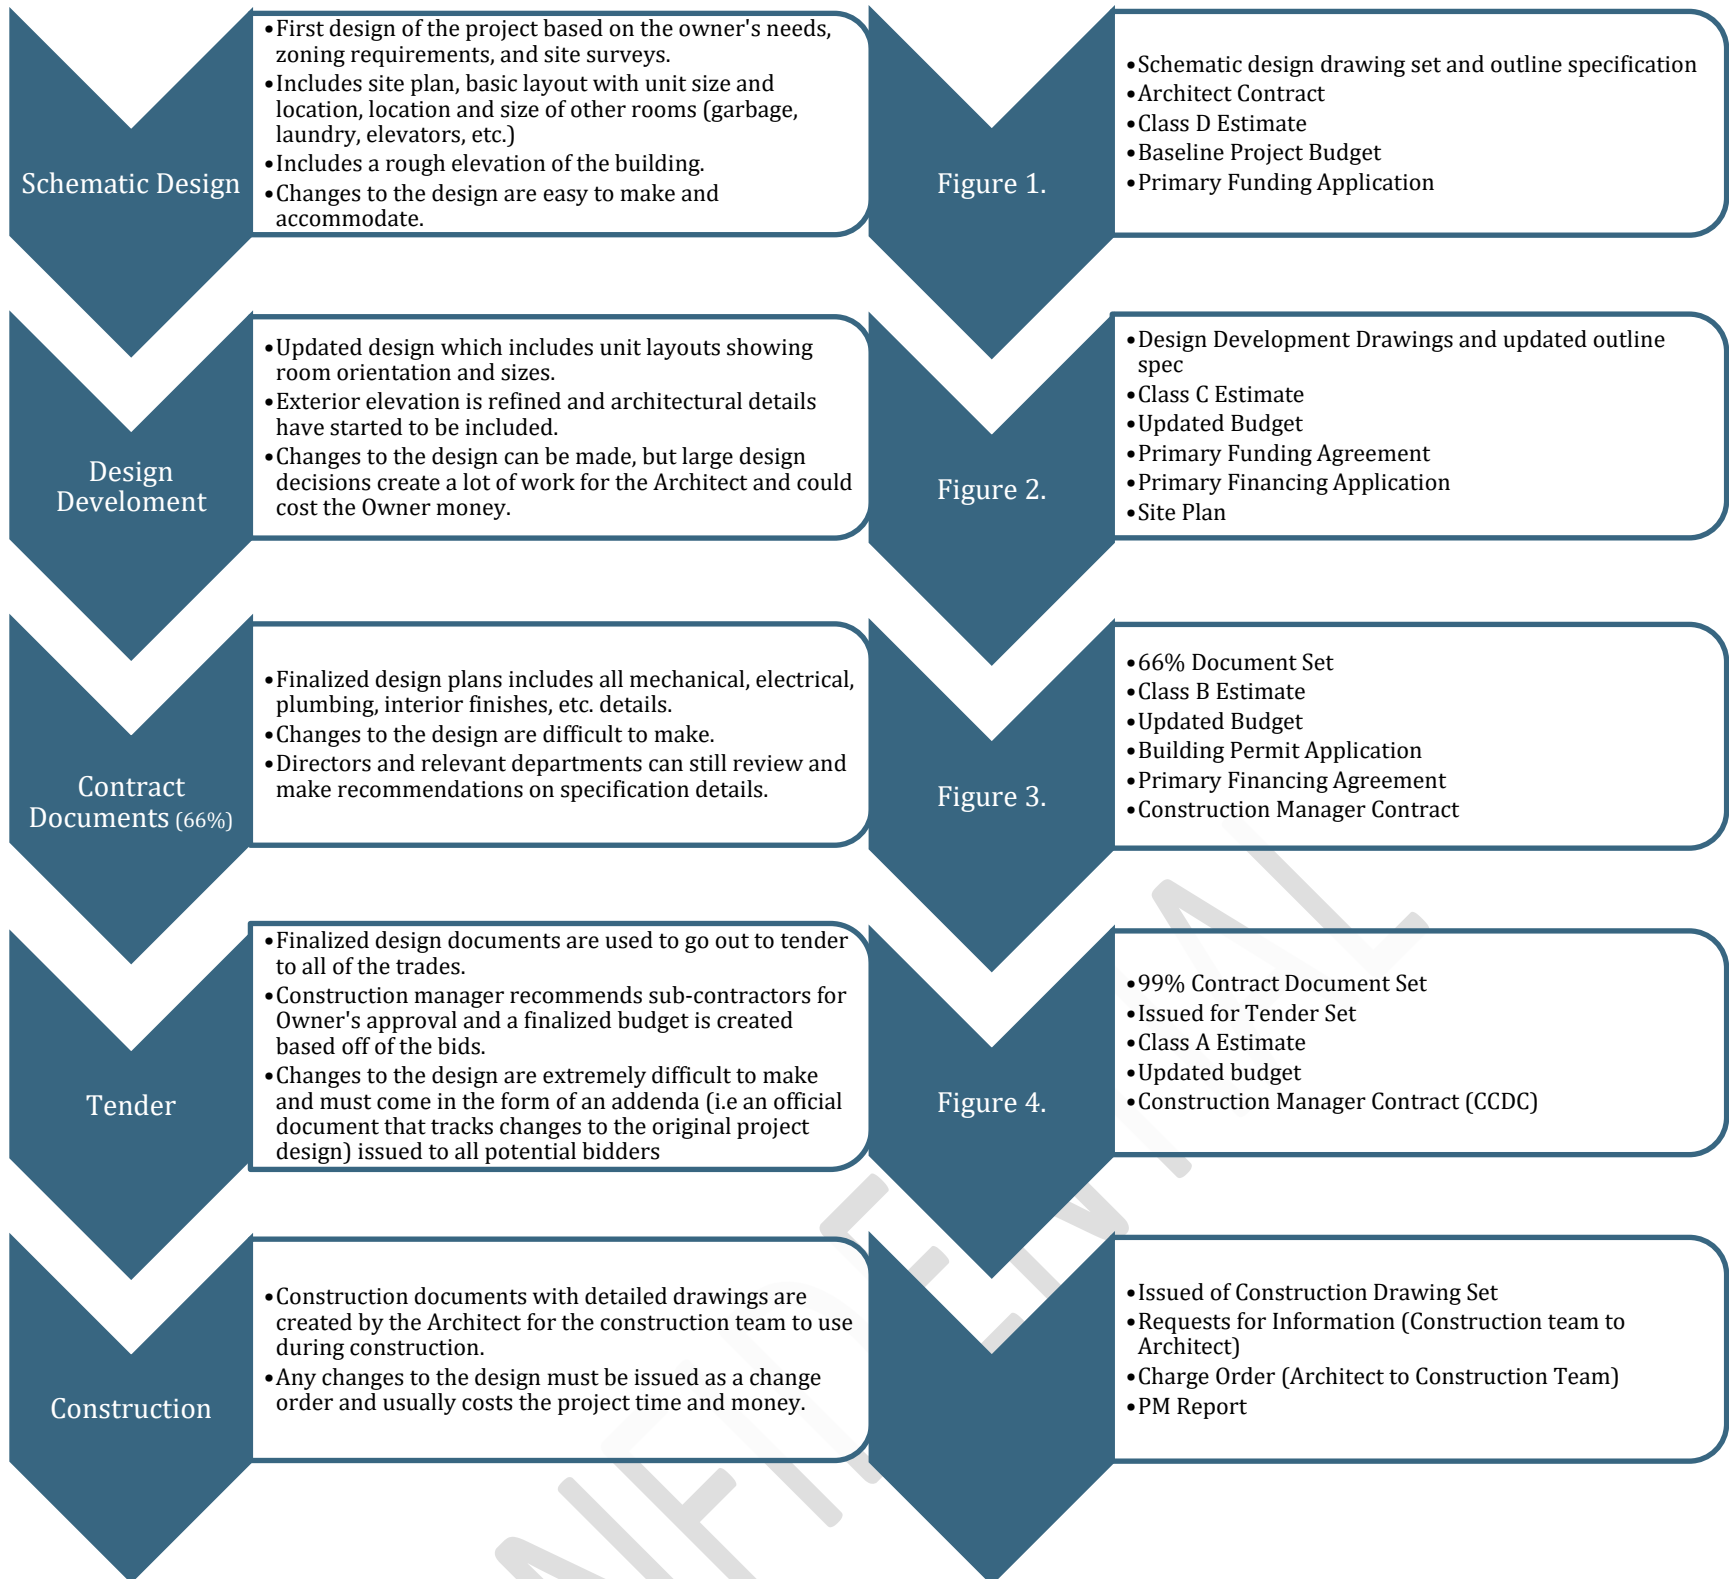 Schematic Design
•First design of the project based on the owner's needs,
zoning requirements, and site surveys.
•Includes site plan, basic layout with unit size and
location, location and size of other rooms (garbage,
laundry, elevators, etc.)
•Includes a rough elevation of the building.
•Changes to the design are easy to make and
accommodate.
Figure 1.
•Schematic design drawing set and outline specification
•Architect Contract
•Class D Estimate
•Baseline Project Budget
•Primary Funding Application
Design
Develoment
•Updated design which includes unit layouts showing
room orientation and sizes.
•Exterior elevation is refined and architectural details
have started to be included.
•Changes to the design can be made, but large design
decisions create a lot of work for the Architect and could
cost the Owner money.
Figure 2.
•Design Development Drawings and updated outline
spec
•Class C Estimate
•Updated Budget
•Primary Funding Agreement
•Primary Financing Application
•Site Plan
Contract
Documents (66%)
•Finalized design plans includes all mechanical, electrical,
plumbing, interior finishes, etc. details.
•Changes to the design are difficult to make.
•Directors and relevant departments can still review and
make recommendations on specification details.
Figure 3.
•66% Document Set
•Class B Estimate
•Updated Budget
•Building Permit Application
•Primary Financing Agreement
•Construction Manager Contract
Tender
•Finalized design documents are used to go out to tender
to all of the trades.
•Construction manager recommends sub-contractors for
Owner's approval and a finalized budget is created
based off of the bids.
•Changes to the design are extremely difficult to make
and must come in the form of an addenda (i.e an official
document that tracks changes to the original project
design) issued to all potential bidders
Figure 4.
•99% Contract Document Set
•Issued for Tender Set
•Class A Estimate
•Updated budget
•Construction Manager Contract (CCDC)
Construction
•Construction documents with detailed drawings are
created by the Architect for the construction team to use
during construction.
•Any changes to the design must be issued as a change
order and usually costs the project time and money.
•Issued of Construction Drawing Set
•Requests for Information (Construction team to
Architect)
•Charge Order (Architect to Construction Team)
•PM Report